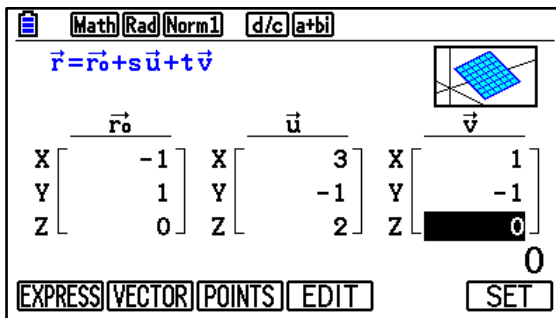 Math Rad Norm1 d/c a+bi
r⃗=r⃗₀+su⃗+tv⃗
r⃗₀ u⃗ v⃗
X -1 X 3 X 1
Y 1 Y -1 Y -1
Z 0 Z 2 Z 0
0
EXPRESS VECTOR POINTS EDIT SET